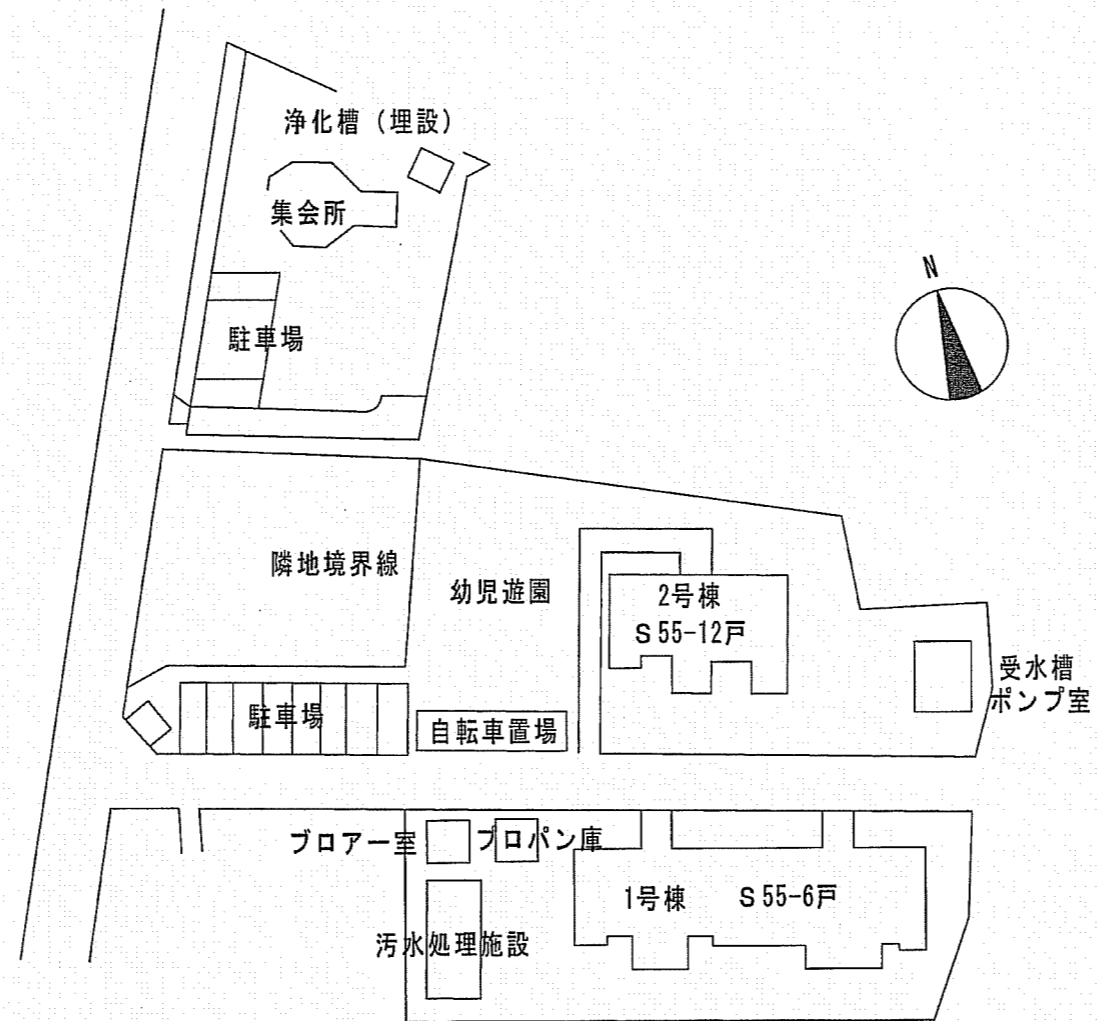 浄化槽（埋設）
集会所
N
駐車場
隣地境界線
幼児遊園
2号棟
S55-12戸
受水槽
ポンプ室
駐車場
自転車置場
ブロアー室
プロパン庫
1号棟 S55-6戸
汚水処理施設